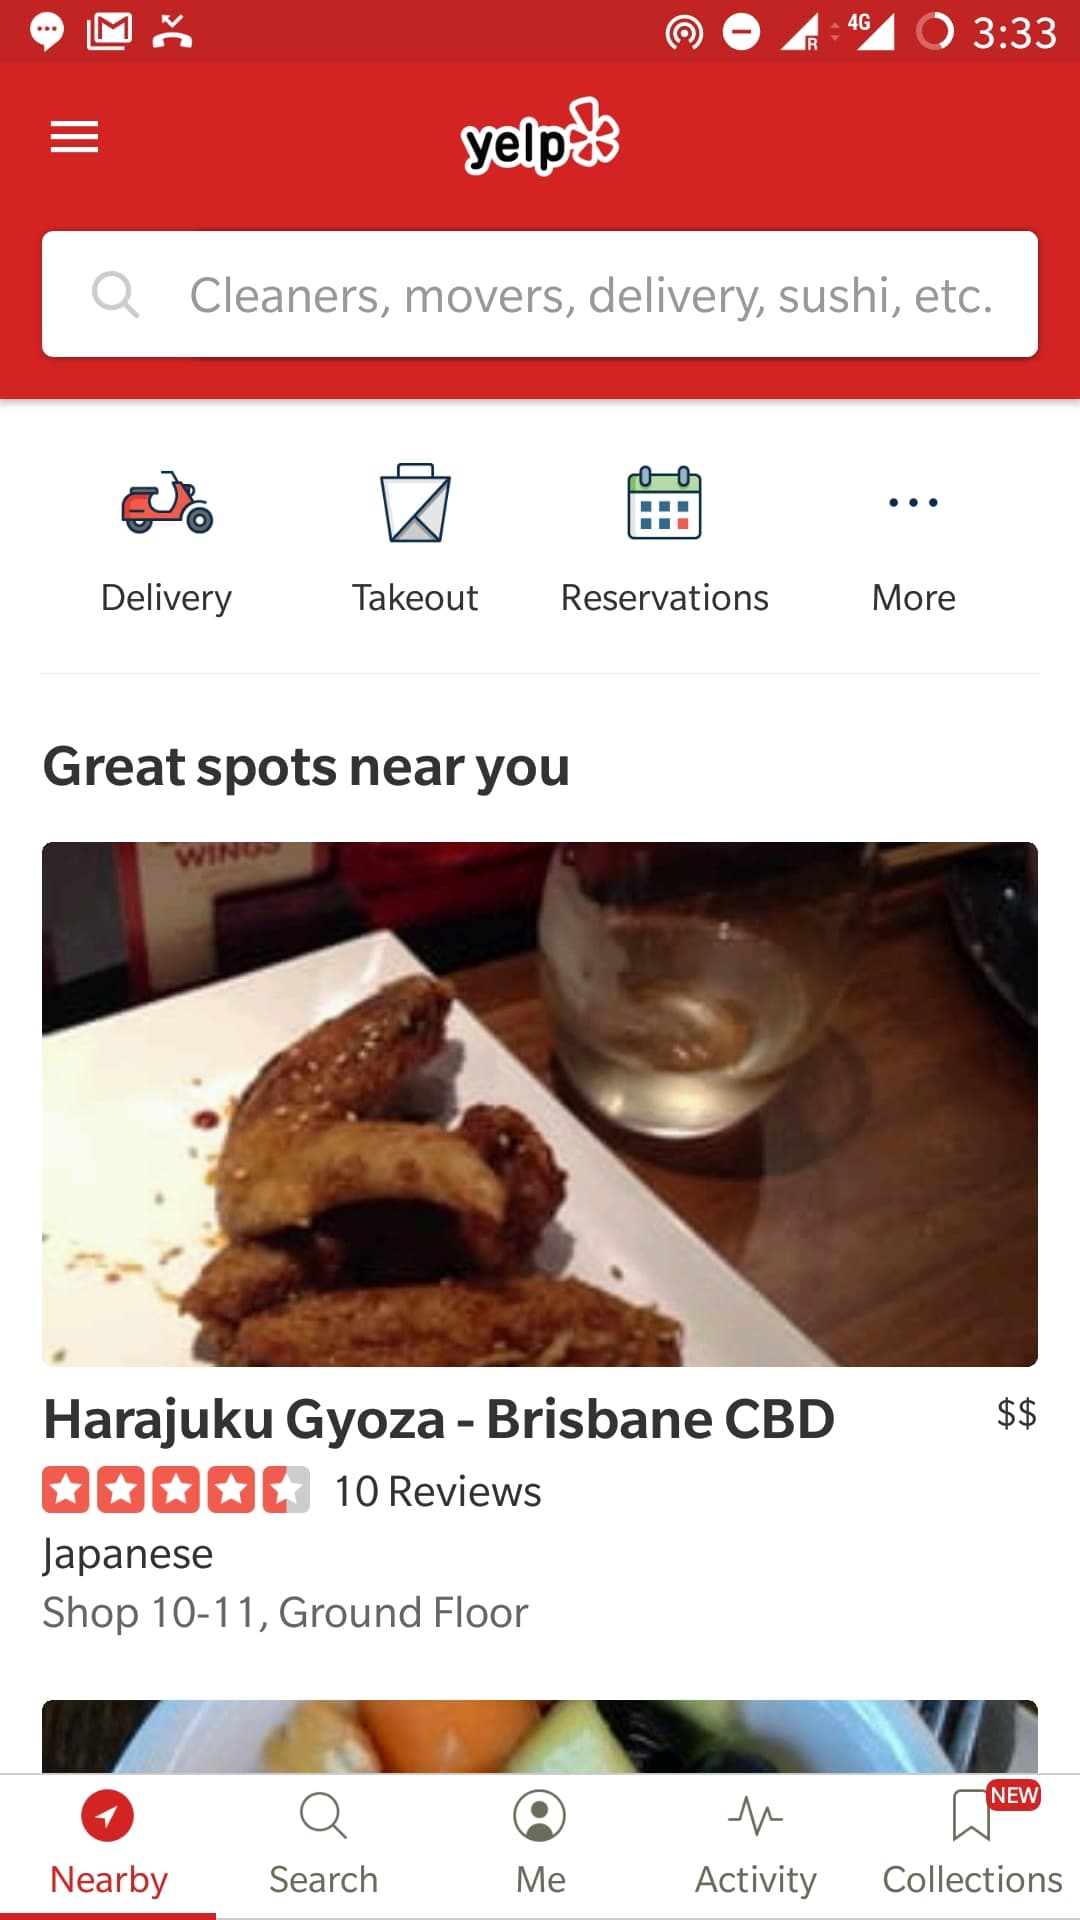 4G 3:33
R
yelp
Cleaners, movers, delivery, sushi, etc.
Delivery Takeout Reservations More
Great spots near you
WINGS
Harajuku Gyoza - Brisbane CBD $$
10 Reviews
Japanese
Shop 10-11, Ground Floor
NEW
Nearby Search Me Activity Collections